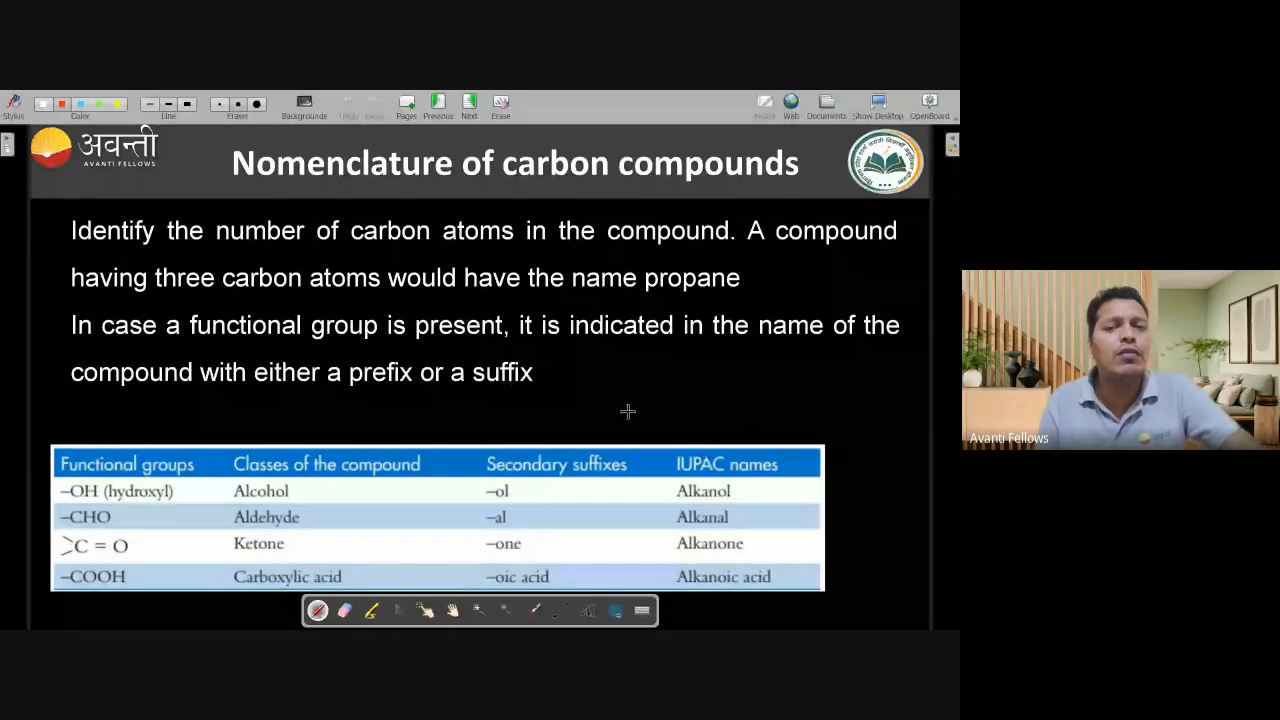 Stylus
Color
Line
Eraser
Backgrounds
Pages
Previous
Next
Erase
Web
Documents
Show Desktop
OpenBoard
अवन्ती
AVANTI FELLOWS
Nomenclature of carbon compounds
Identify the number of carbon atoms in the compound. A compound
having three carbon atoms would have the name propane
In case a functional group is present, it is indicated in the name of the
compound with either a prefix or a suffix
Functional groups Classes of the compound Secondary suffixes IUPAC names
–OH (hydroxyl) Alcohol –ol Alkanol
–CHO Aldehyde –al Alkanal
>C = O Ketone –one Alkanone
–COOH Carboxylic acid –oic acid Alkanoic acid
Avanti Fellows